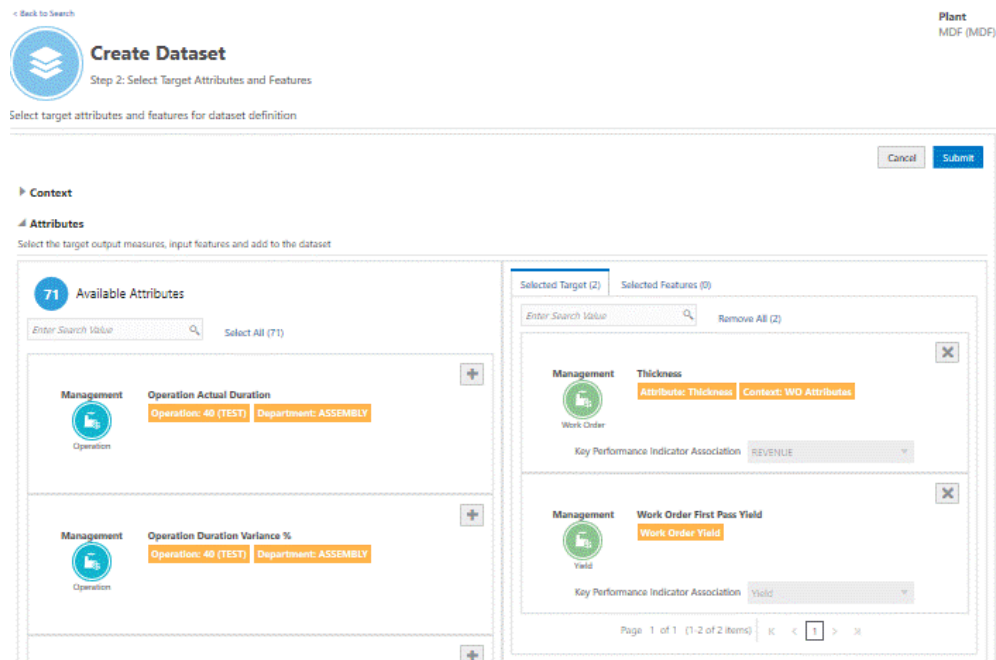 < Back to Search
Plant
MDF (MDF)
Create Dataset
Step 2: Select Target Attributes and Features
Select target attributes and features for dataset definition
Cancel
Submit
Context
Attributes
Select the target output measures, input features and add to the dataset
71 Available Attributes
Enter Search Value
Select All (71)
Management
Operation Actual Duration
Operation: 40 (TEST) Department: ASSEMBLY
Operation
Management
Operation Duration Variance %
Operation: 40 (TEST) Department: ASSEMBLY
Operation
Selected Target (2) Selected Features (0)
Enter Search Value
Remove All (2)
Management
Thickness
Attribute: Thickness Context: WO Attributes
Work Order
Key Performance Indicator Association REVENUE
Management
Work Order First Pass Yield
Work Order Yield
Yield
Key Performance Indicator Association Yield
Page 1 of 1 (1-2 of 2 items) 1